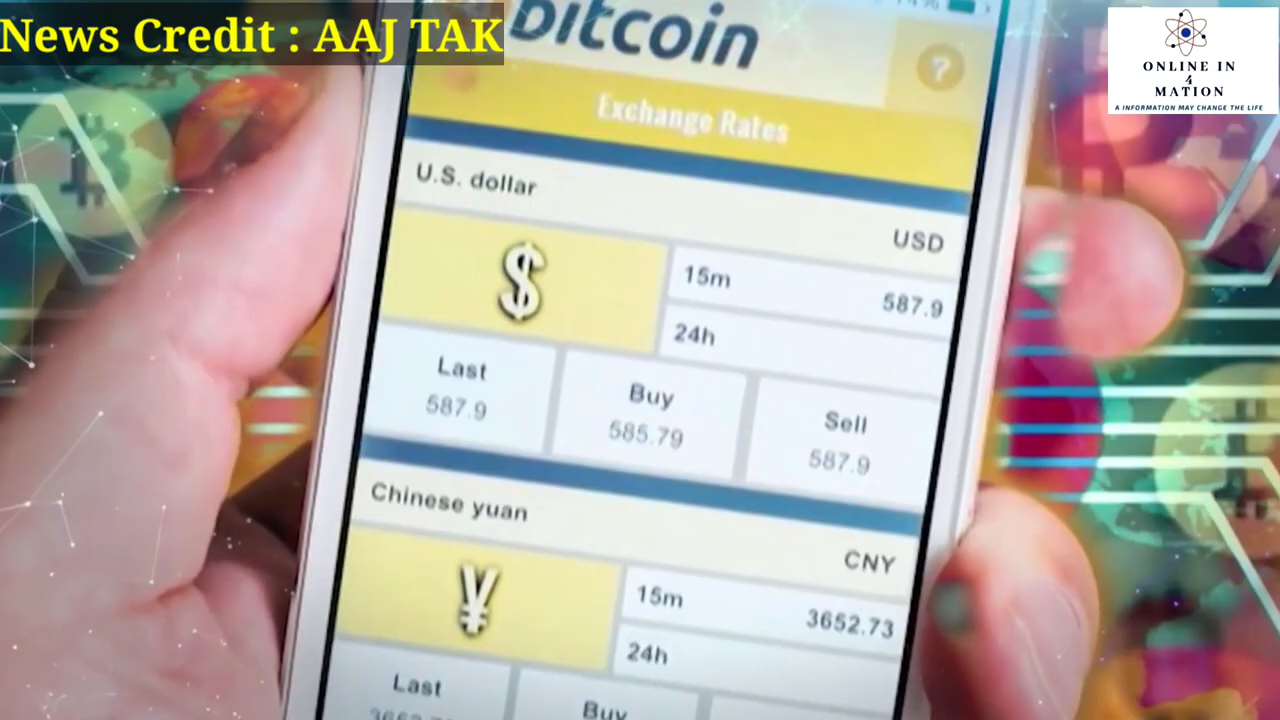 News Credit : AAJ TAK
bitcoin
?
ONLINE IN
4
MATION
A INFORMATION MAY CHANGE THE LIFE
Exchange Rates
U.S. dollar
USD
$
15m 587.9
24h
Last Buy Sell
587.9 585.79 587.9
Chinese yuan
CNY
¥
15m 3652.73
24h
Last Buy